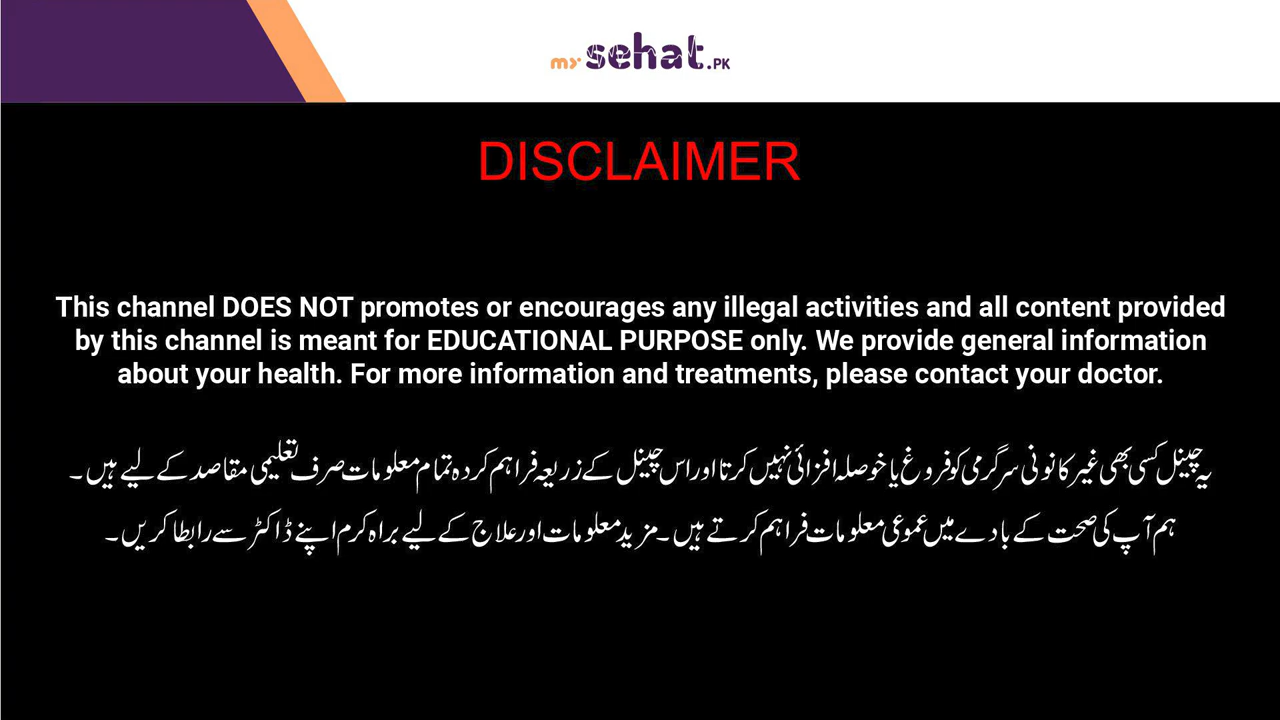 my sehat.PK
DISCLAIMER
This channel DOES NOT promotes or encourages any illegal activities and all content provided
by this channel is meant for EDUCATIONAL PURPOSE only. We provide general information
about your health. For more information and treatments, please contact your doctor.
یہ چینل کسی بھی غیر کانونی سرگرمی کو فروغ یا خوصلہ افزائی نہیں کرتا اور اس چینل کے زریعہ فراہم کردہ تمام معلومات صرف تعلیمی مقاصد کے لیے ہیں۔
ہم آپ کی صحت کے بادے میں عموعی معلومات فراہم کرتے ہیں۔ مزید معلومات اور علاج کے لیے براہ کرم اپنے ڈاکٹر سے رابطا کریں۔